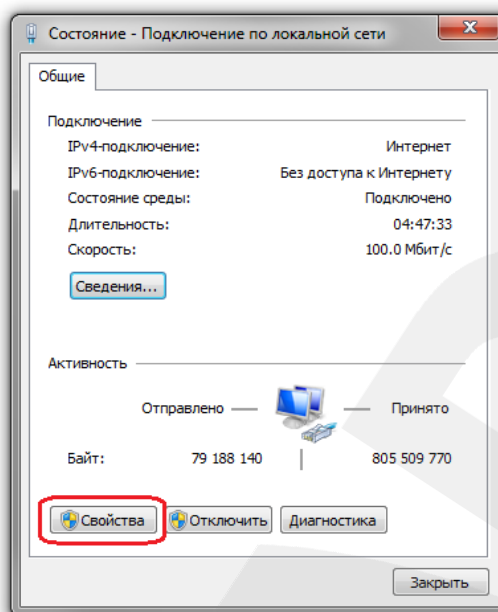 Состояние - Подключение по локальной сети
Общие
Подключение
IPv4-подключение: Интернет
IPv6-подключение: Без доступа к Интернету
Состояние среды: Подключено
Длительность: 04:47:33
Скорость: 100.0 Мбит/с
Сведения...
Активность
Отправлено — — Принято
Байт: 79 188 140 | 805 509 770
Свойства Отключить Диагностика
Закрыть